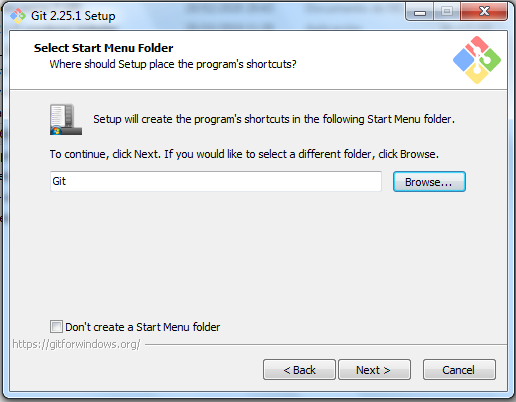 Git 2.25.1 Setup
Select Start Menu Folder
Where should Setup place the program's shortcuts?
Setup will create the program's shortcuts in the following Start Menu folder.
To continue, click Next. If you would like to select a different folder, click Browse.
Git
Browse...
Don't create a Start Menu folder
https://gitforwindows.org/
< Back
Next >
Cancel